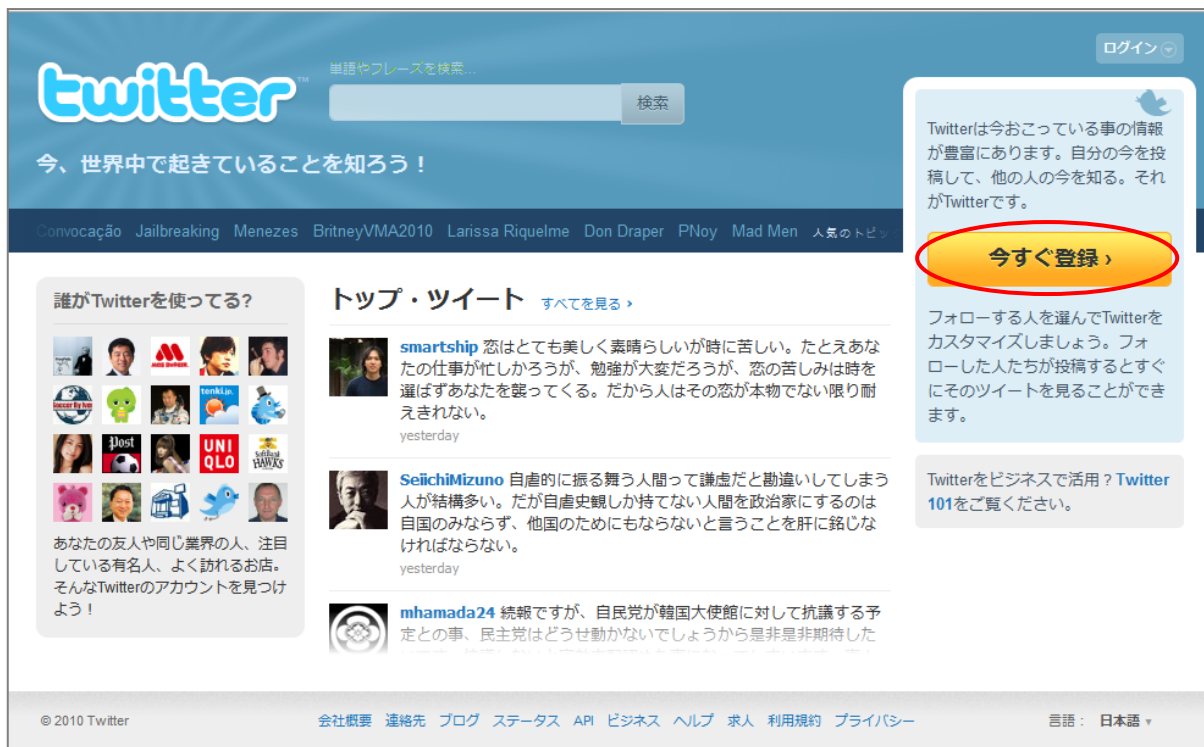 ログイン
twitter™
単語やフレーズを検索...
検索
今、世界中で起きていることを知ろう！
Convocação Jailbreaking Menezes BritneyVMA2010 Larissa Riquelme Don Draper PNoy Mad Men 人気のトピッ
Twitterは今おこっている事の情報
が豊富にあります。自分の今を投
稿して、他の人の今を知る。それ
がTwitterです。
今すぐ登録 ›
フォローする人を選んでTwitterを
カスタマイズしましょう。フォ
ローした人たちが投稿するとすぐ
にそのツイートを見ることができ
ます。
Twitterをビジネスで活用？Twitter
101をご覧ください。
誰がTwitterを使ってる?
MOS BURGER
Soccer By Ives
tenki.jp
Post
UNI
QLO
SoftBank
HAWKS
あなたの友人や同じ業界の人、注目
している有名人、よく訪れるお店。
そんなTwitterのアカウントを見つけ
よう！
トップ・ツイート すべてを見る ›
smartship 恋はとても美しく素晴らしいが時に苦しい。たとえあな
たの仕事が忙しかろうが、勉強が大変だろうが、恋の苦しみは時を
選ばずあなたを襲ってくる。だから人はその恋が本物でない限り耐
えきれない。
yesterday
SeiichiMizuno 自虐的に振る舞う人間って謙虚だと勘違いしてしまう
人が結構多い。だが自虐史観しか持てない人間を政治家にするのは
自国のみならず、他国のためにもならないと言うことを肝に銘じな
ければならない。
yesterday
mhamada24 続報ですが、自民党が韓国大使館に対して抗議する予
定との事、民主党はどうせ動かないでしょうから是非是非期待した
© 2010 Twitter
会社概要 連絡先 ブログ ステータス API ビジネス ヘルプ 求人 利用規約 プライバシー
言語： 日本語